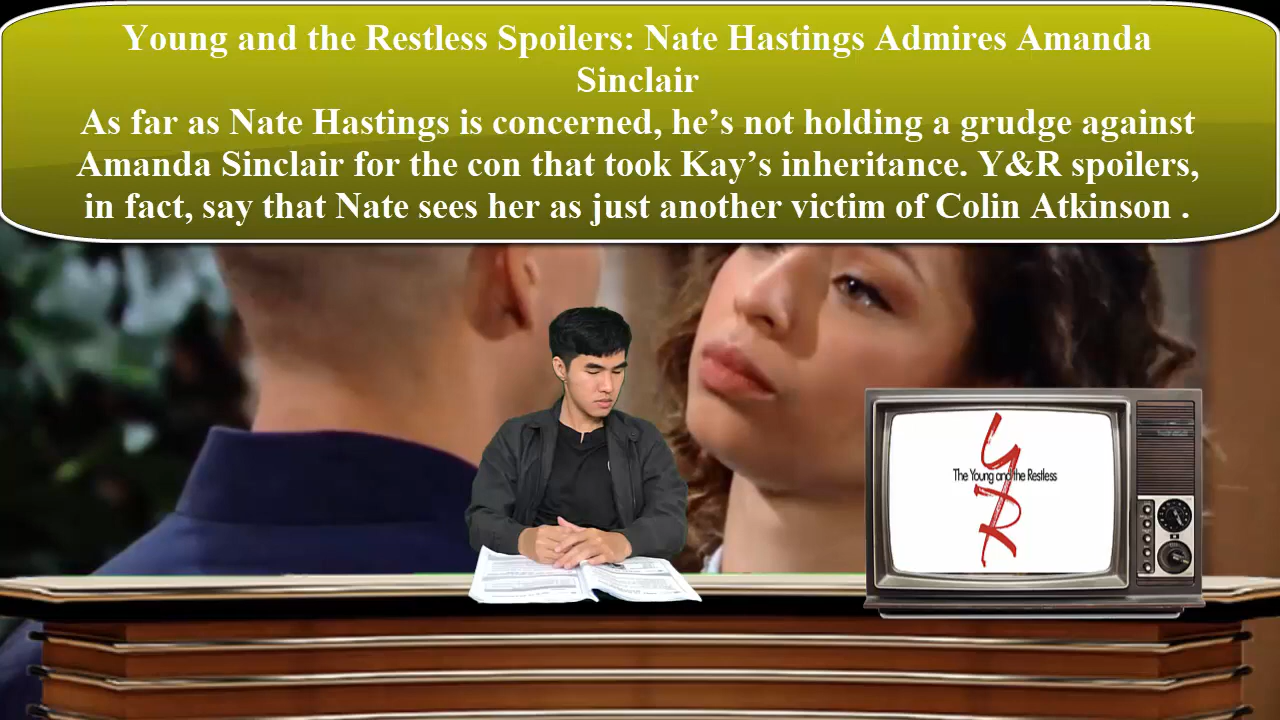 Young and the Restless Spoilers: Nate Hastings Admires Amanda
Sinclair
As far as Nate Hastings is concerned, he’s not holding a grudge against
Amanda Sinclair for the con that took Kay’s inheritance. Y&R spoilers,
in fact, say that Nate sees her as just another victim of Colin Atkinson .
The Young and the Restless
YR